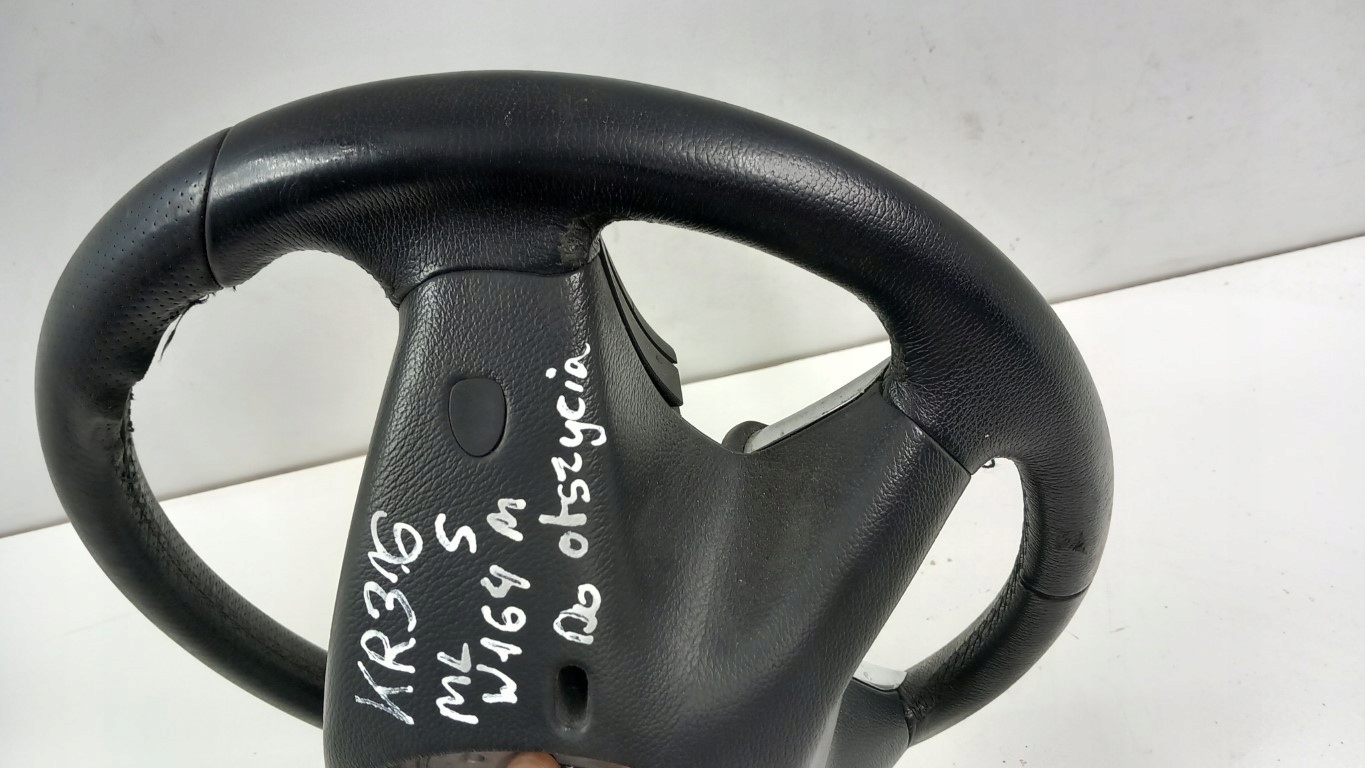 KR316
ML S
W164 M
Do obszycia